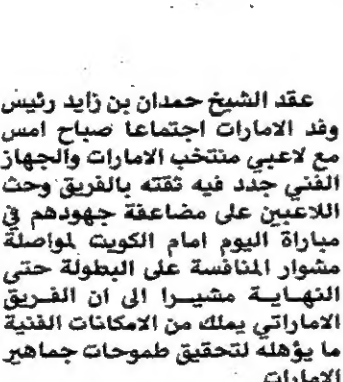 عقد الشيخ حمدان بن زايد رئيس
وفد الامارات اجتماعا صباح امس
مع لاعبي منتخب الامارات والجهاز
الفني جدد فيه ثقته بالفريق وحث
اللاعبين على مضاعفة جهودهم في
مباراة اليوم امام الكويت لمواصلة
مشوار المنافسة على البطولة حتى
النهاية مشيرا الى ان الفريق
الاماراتي يملك من الامكانات الفنية
ما يؤهله لتحقيق طموحات جماهير
الامارات